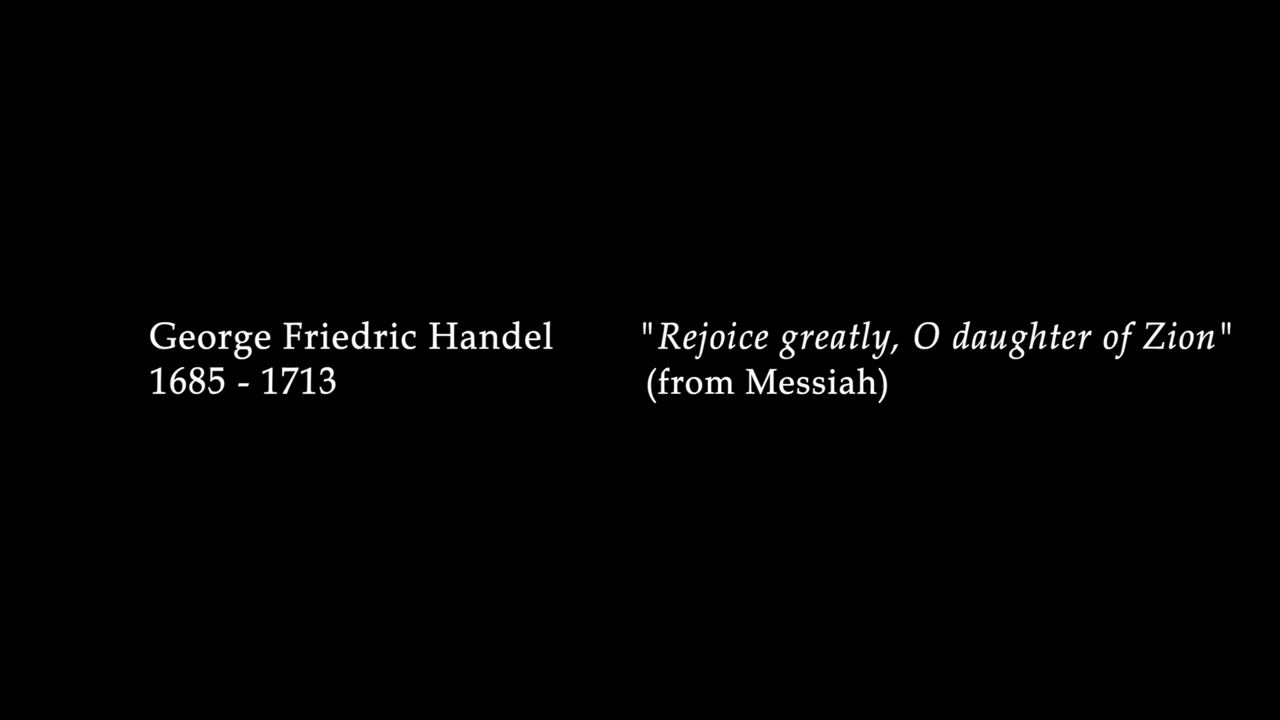 George Friedric Handel
1685 - 1713
"Rejoice greatly, O daughter of Zion"
(from Messiah)